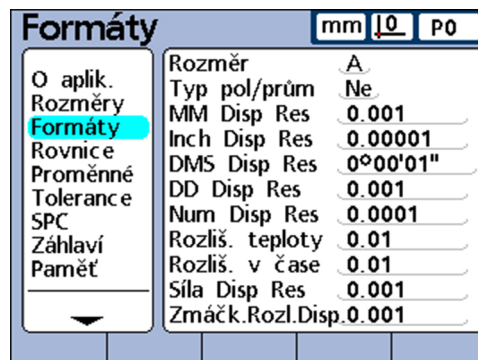 Formáty
mm 0 P0
O aplik.
Rozměry
Formáty
Rovnice
Proměnné
Tolerance
SPC
Záhlaví
Paměť
Rozměr A
Typ pol/prům Ne
MM Disp Res 0.001
Inch Disp Res 0.00001
DMS Disp Res 0°00'01"
DD Disp Res 0.001
Num Disp Res 0.0001
Rozliš. teploty 0.01
Rozliš. v čase 0.01
Síla Disp Res 0.001
Zmáčk.Rozl.Disp.0.001